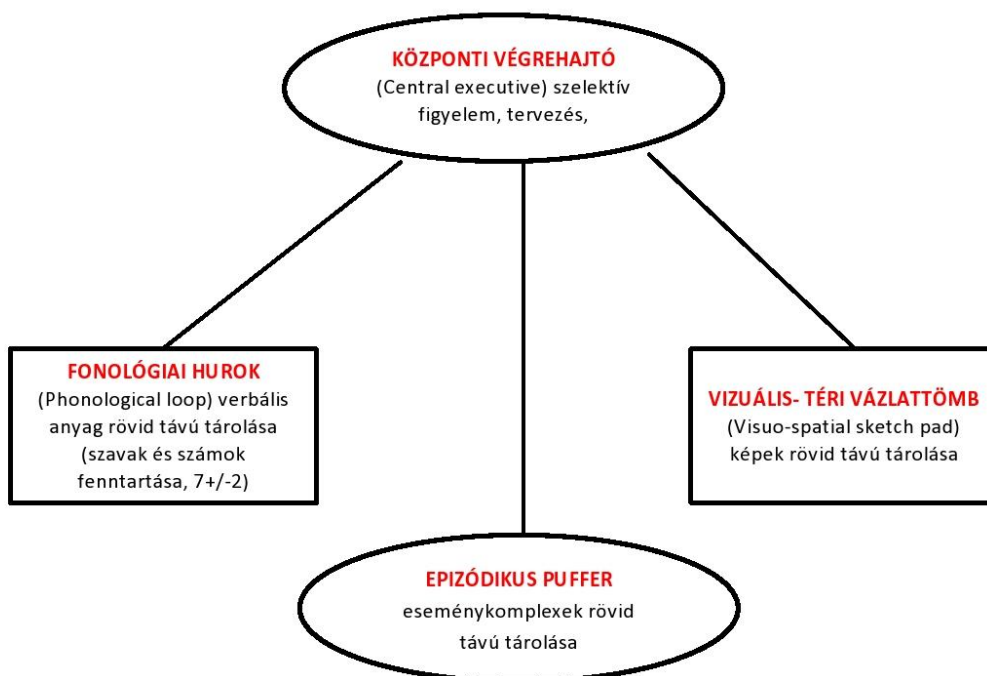 KÖZPONTI VÉGREHAJTÓ
(Central executive) szelektív
figyelem, tervezés,
FONOLÓGIAI HUROK
(Phonological loop) verbális
anyag rövid távú tárolása
(szavak és számok
fenntartása, 7+/-2)
VIZUÁLIS- TÉRI VÁZLATTÖMB
(Visuo-spatial sketch pad)
képek rövid távú tárolása
EPIZÓDIKUS PUFFER
eseménykomplexek rövid
távú tárolása